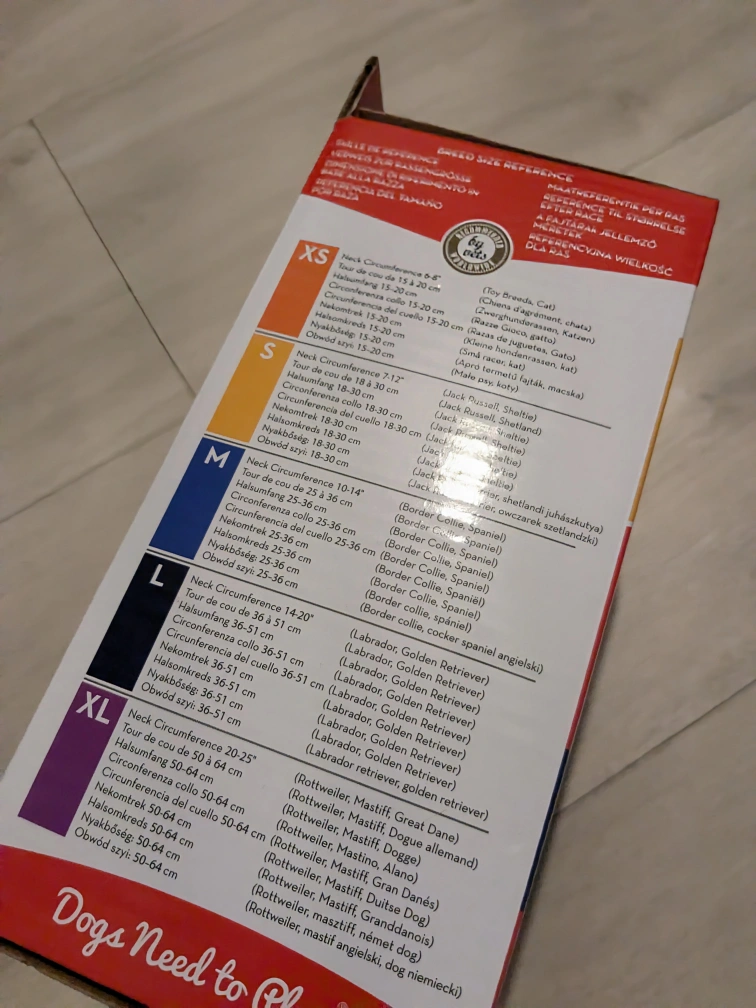 BREED SIZE REFERENCE
TAILLE DE RÉFÉRENCE
VERWEIS ZUR RASSENGRÖSSE
DIMENSIONE DI RIFERIMENTO IN
BASE ALLA RAZZA
REFERENCIA DEL TAMAÑO
POR RAZA
MAATREFERENTIE PER RAS
REFERENCE TIL STØRRELSE
EFTER RACE
A FAJTÁRAK JELLEMZŐ
MÉRETEK
REFERENCYJNA WIELKOŚĆ
DLA RAS
RECOMMENDED
by
vets
WORLDWIDE
XS
Neck Circumference 6-8" (Toy Breeds, Cat)
Tour de cou de 15 à 20 cm (Chiens d'agrément, chats)
Halsumfang 15-20 cm (Zwerghunderassen, Katzen)
Circonferenza collo 15-20 cm (Razze Gioco, gatto)
Circunferencia del cuello 15-20 cm (Razas de juguetes, Gato)
Nekomtrek 15-20 cm (Kleine hondenrassen, kat)
Halsomkreds 15-20 cm (Små racer, kat)
Nyakbőség: 15-20 cm (Apró termetű fajták, macska)
Obwód szyi: 15-20 cm (Małe psy, koty)
S
Neck Circumference 7-12" (Jack Russell, Sheltie)
Tour de cou de 18 à 30 cm (Jack Russell, Shetland)
Halsumfang 18-30 cm (Jack Russell, Sheltie)
Circonferenza collo 18-30 cm (Jack Sheltie)
Circunferencia del cuello 18-30 cm (Jack
Nekomtrek 18-30 cm (Jack
Halsomkreds 18-30 cm (Jack
Nyakbőség: 18-30 cm shetlandi juhászkutya)
Obwód szyi: 18-30 cm owczarek szetlandzki)
M
Neck Circumference 10-14" (Border Collie, Spaniel)
Tour de cou de 25 à 36 cm (Border Collie, Spaniel)
Halsumfang 25-36 cm (Border Collie, Spaniel)
Circonferenza collo 25-36 cm (Border Collie, Spaniel)
Circunferencia del cuello 25-36 cm (Border Collie, Spaniel)
Nekomtrek 25-36 cm (Border Collie, Spaniël)
Halsomkreds 25-36 cm (Border Collie, Spaniel)
Nyakbőség: 25-36 cm (Border collie, spániel)
Obwód szyi: 25-36 cm (Border collie, cocker spaniel angielski)
L
Neck Circumference 14-20" (Labrador, Golden Retriever)
Tour de cou de 36 à 51 cm (Labrador, Golden Retriever)
Halsumfang 36-51 cm (Labrador, Golden Retriever)
Circonferenza collo 36-51 cm (Labrador, Golden Retriever)
Circunferencia del cuello 36-51 cm (Labrador, Golden Retriever)
Nekomtrek 36-51 cm (Labrador, Golden Retriever)
Halsomkreds 36-51 cm (Labrador, Golden Retriever)
Nyakbőség: 36-51 cm (Labrador, Golden Retriever)
Obwód szyi: 36-51 cm (Labrador retriever, golden retriever)
XL
Neck Circumference 20-25" (Rottweiler, Mastiff, Great Dane)
Tour de cou de 50 à 64 cm (Rottweiler, Mastiff, Dogue allemand)
Halsumfang 50-64 cm (Rottweiler, Mastiff, Dogge)
Circonferenza collo 50-64 cm (Rottweiler, Mastino, Alano)
Circunferencia del cuello 50-64 cm (Rottweiler, Mastiff, Gran Danés)
Nekomtrek 50-64 cm (Rottweiler, Mastiff, Duitse Dog)
Halsomkreds 50-64 cm (Rottweiler, Mastiff, Granddanois)
Nyakbőség: 50-64 cm (Rottweiler, masztiff, német dog)
Obwód szyi: 50-64 cm (Rottweiler, mastif angielski, dog niemiecki)
Dogs Need to Pl